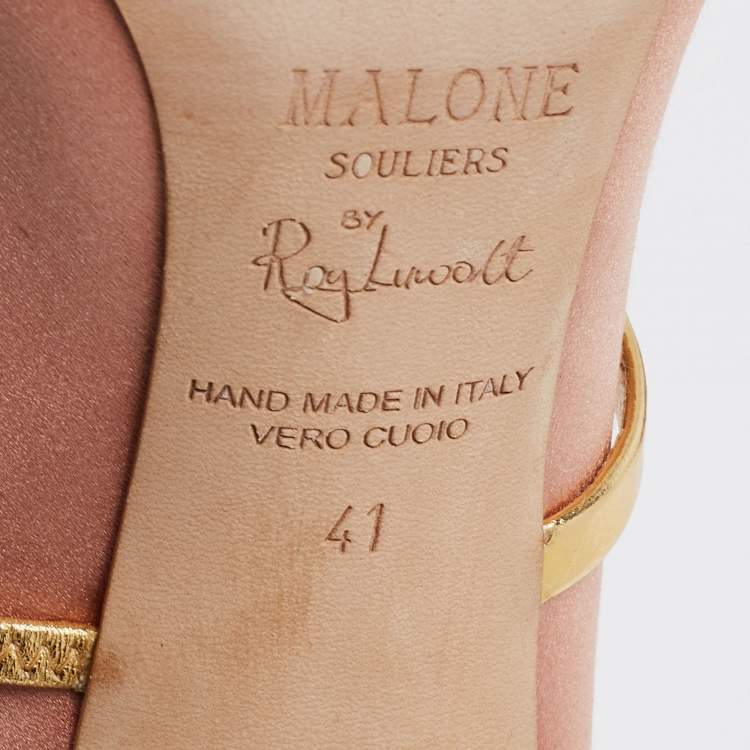 MALONE
SOULIERS
BY
Roy Luwolt
HAND MADE IN ITALY
VERO CUOIO
41